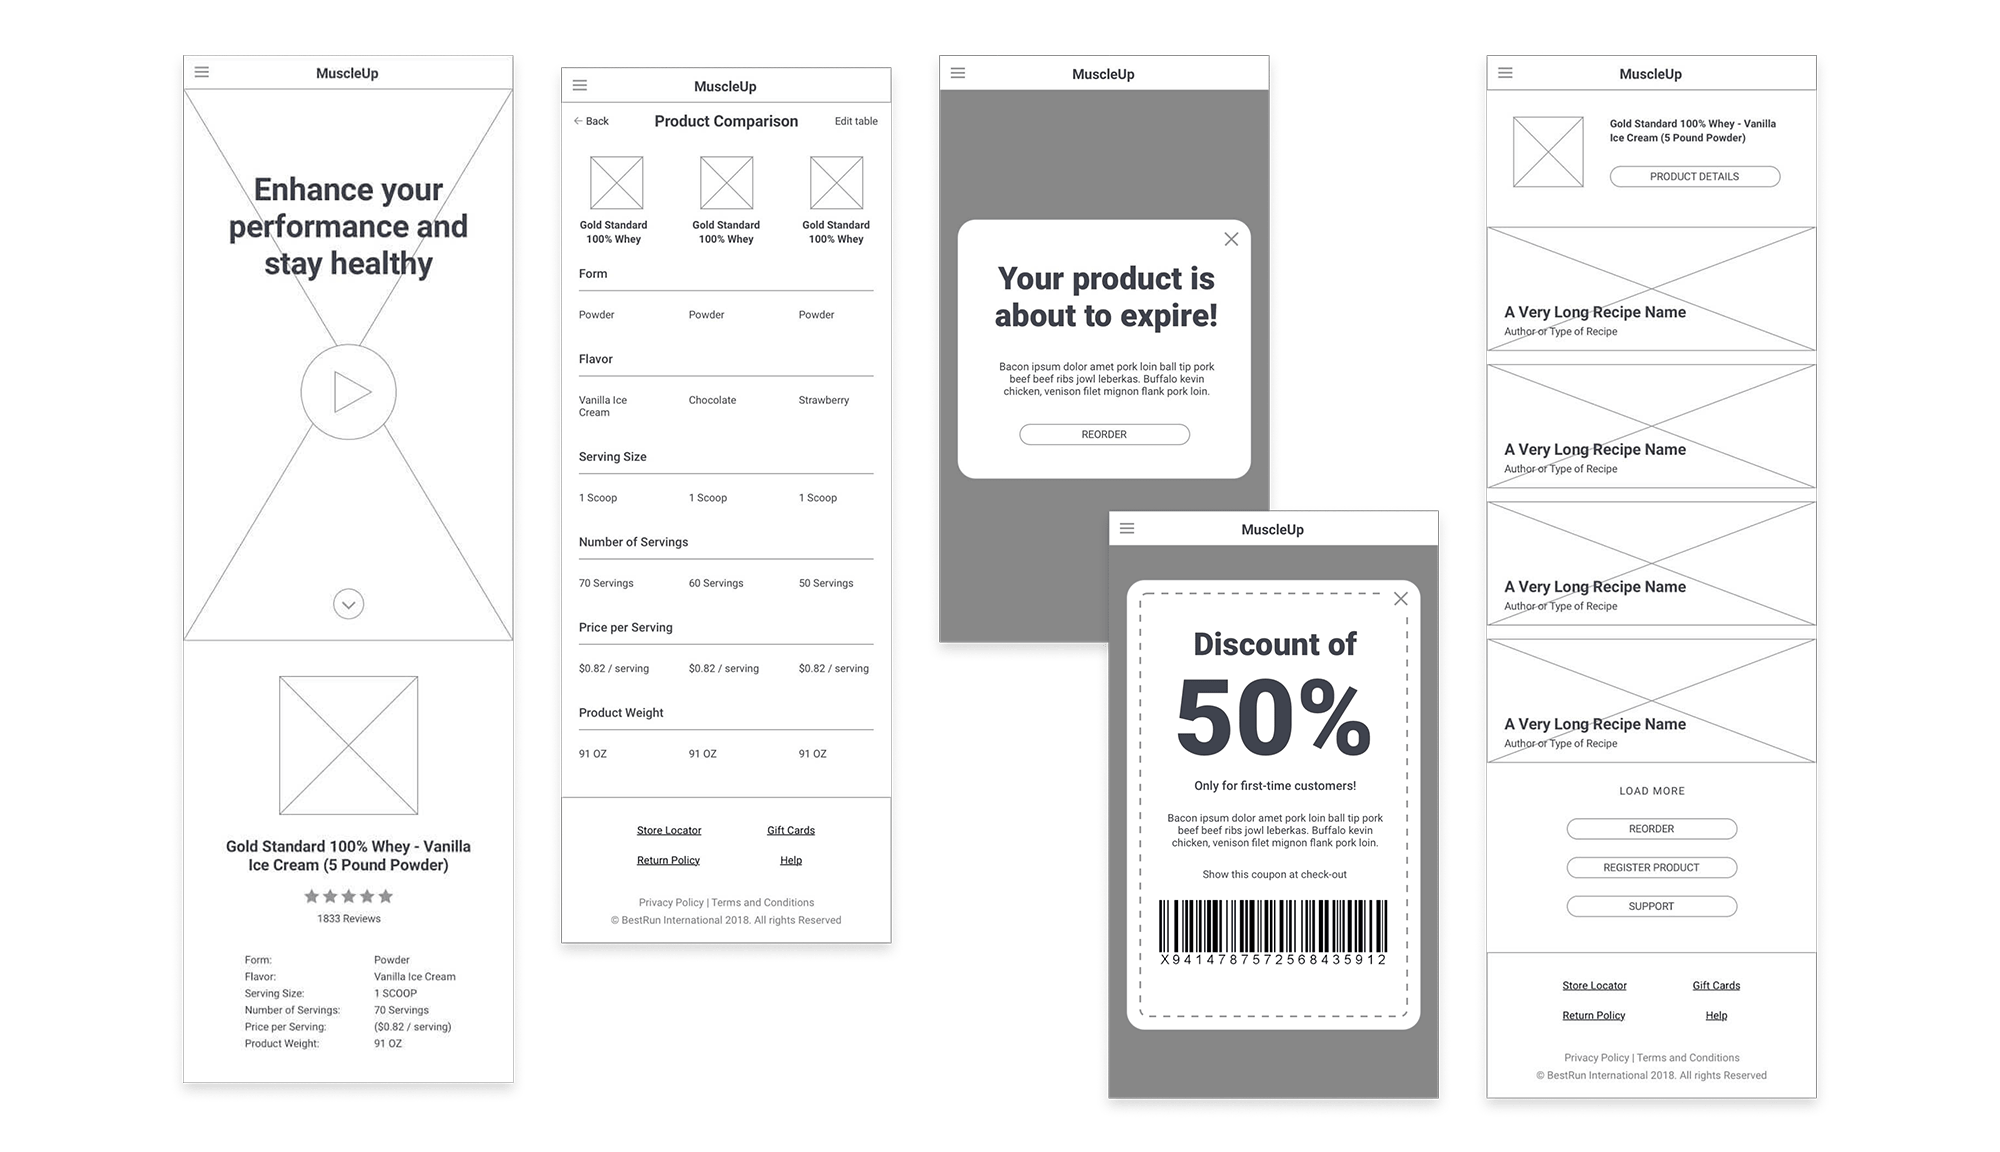 MuscleUp
Enhance your
performance and
stay healthy
Gold Standard 100% Whey - Vanilla
Ice Cream (5 Pound Powder)
1833 Reviews
Form: Powder
Flavor: Vanilla Ice Cream
Serving Size: 1 SCOOP
Number of Servings: 70 Servings
Price per Serving: ($0.82 / serving)
Product Weight: 91 OZ
MuscleUp
Back Product Comparison Edit table
Gold Standard Gold Standard Gold Standard
100% Whey 100% Whey 100% Whey
Form
Powder Powder Powder
Flavor
Vanilla Ice Chocolate Strawberry
Cream
Serving Size
1 Scoop 1 Scoop 1 Scoop
Number of Servings
70 Servings 60 Servings 50 Servings
Price per Serving
$0.82 / serving $0.82 / serving $0.82 / serving
Product Weight
91 OZ 91 OZ 91 OZ
Store Locator Gift Cards
Return Policy Help
Privacy Policy | Terms and Conditions
© BestRun International 2018. All rights Reserved
MuscleUp
Your product is
about to expire!
Bacon ipsum dolor amet pork loin ball tip pork
beef beef ribs jowl leberkas. Buffalo kevin
chicken, venison filet mignon flank pork loin.
REORDER
MuscleUp
Discount of
50%
Only for first-time customers!
Bacon ipsum dolor amet pork loin ball tip pork
beef beef ribs jowl leberkas. Buffalo kevin
chicken, venison filet mignon flank pork loin.
Show this coupon at check-out
X941478757256843591​2
MuscleUp
Gold Standard 100% Whey - Vanilla
Ice Cream (5 Pound Powder)
PRODUCT DETAILS
A Very Long Recipe Name
Author or Type of Recipe
A Very Long Recipe Name
Author or Type of Recipe
A Very Long Recipe Name
Author or Type of Recipe
A Very Long Recipe Name
Author or Type of Recipe
LOAD MORE
REORDER
REGISTER PRODUCT
SUPPORT
Store Locator Gift Cards
Return Policy Help
Privacy Policy | Terms and Conditions
© BestRun International 2018. All rights Reserved